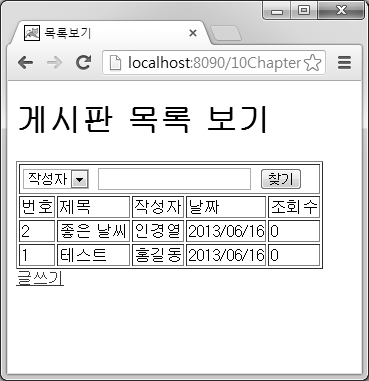 목록보기
localhost:8090/10Chapter
게시판 목록 보기
작성자 찾기
번호 제목 작성자 날짜 조회수
2 좋은 날씨 인경열 2013/06/16 0
1 테스트 홍길동 2013/06/16 0
글쓰기